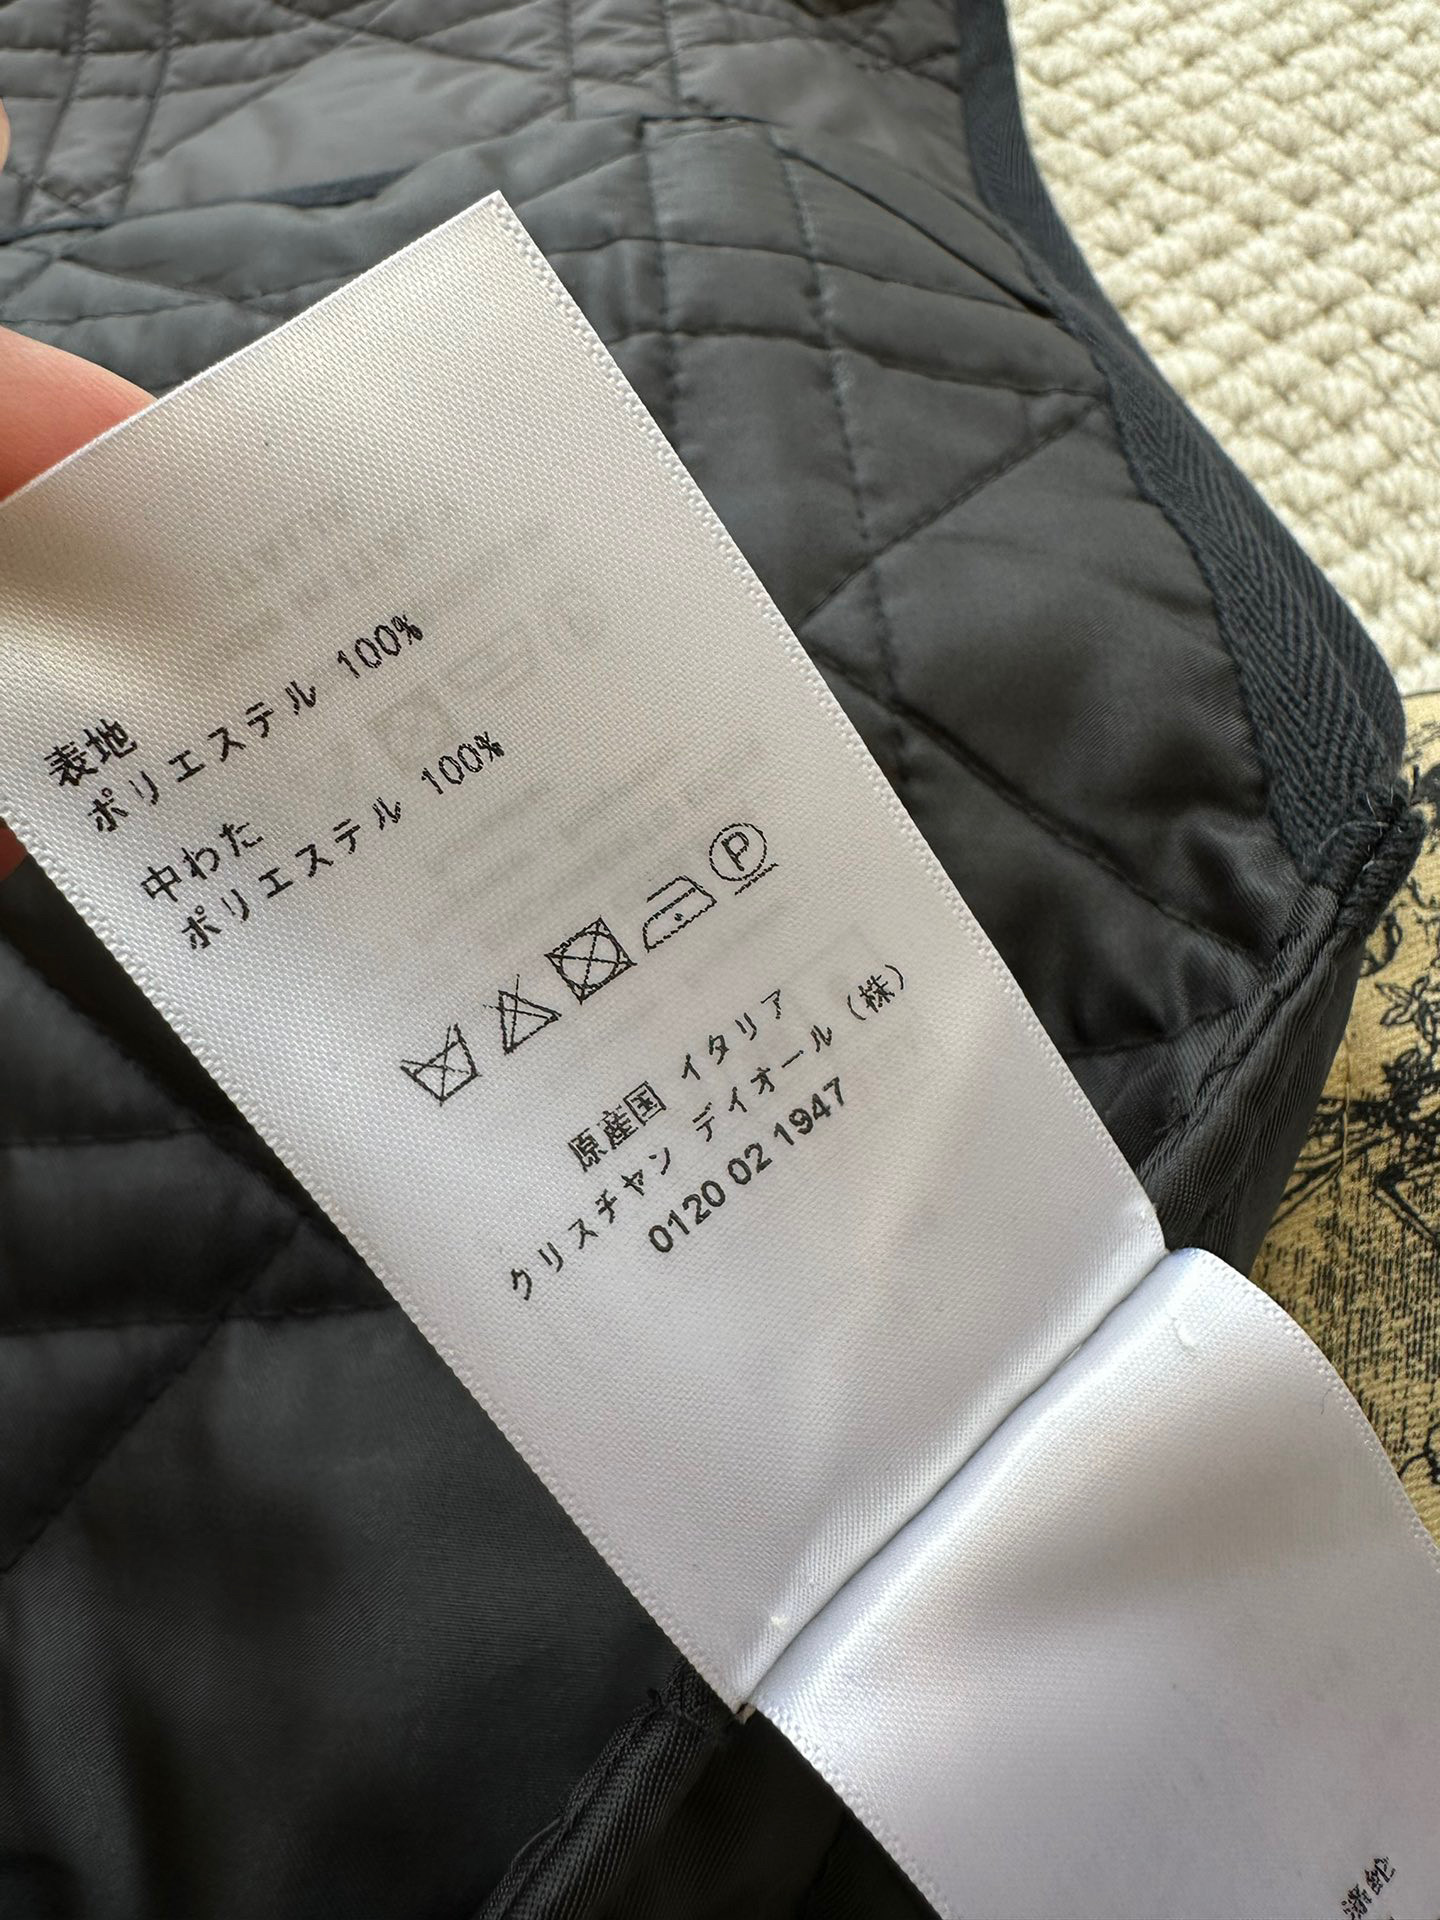 表地
ポリエステル 100%
中わた
ポリエステル 100%
P
原産国 イタリア
クリスチャン ディオール (株)
0120 02 1947